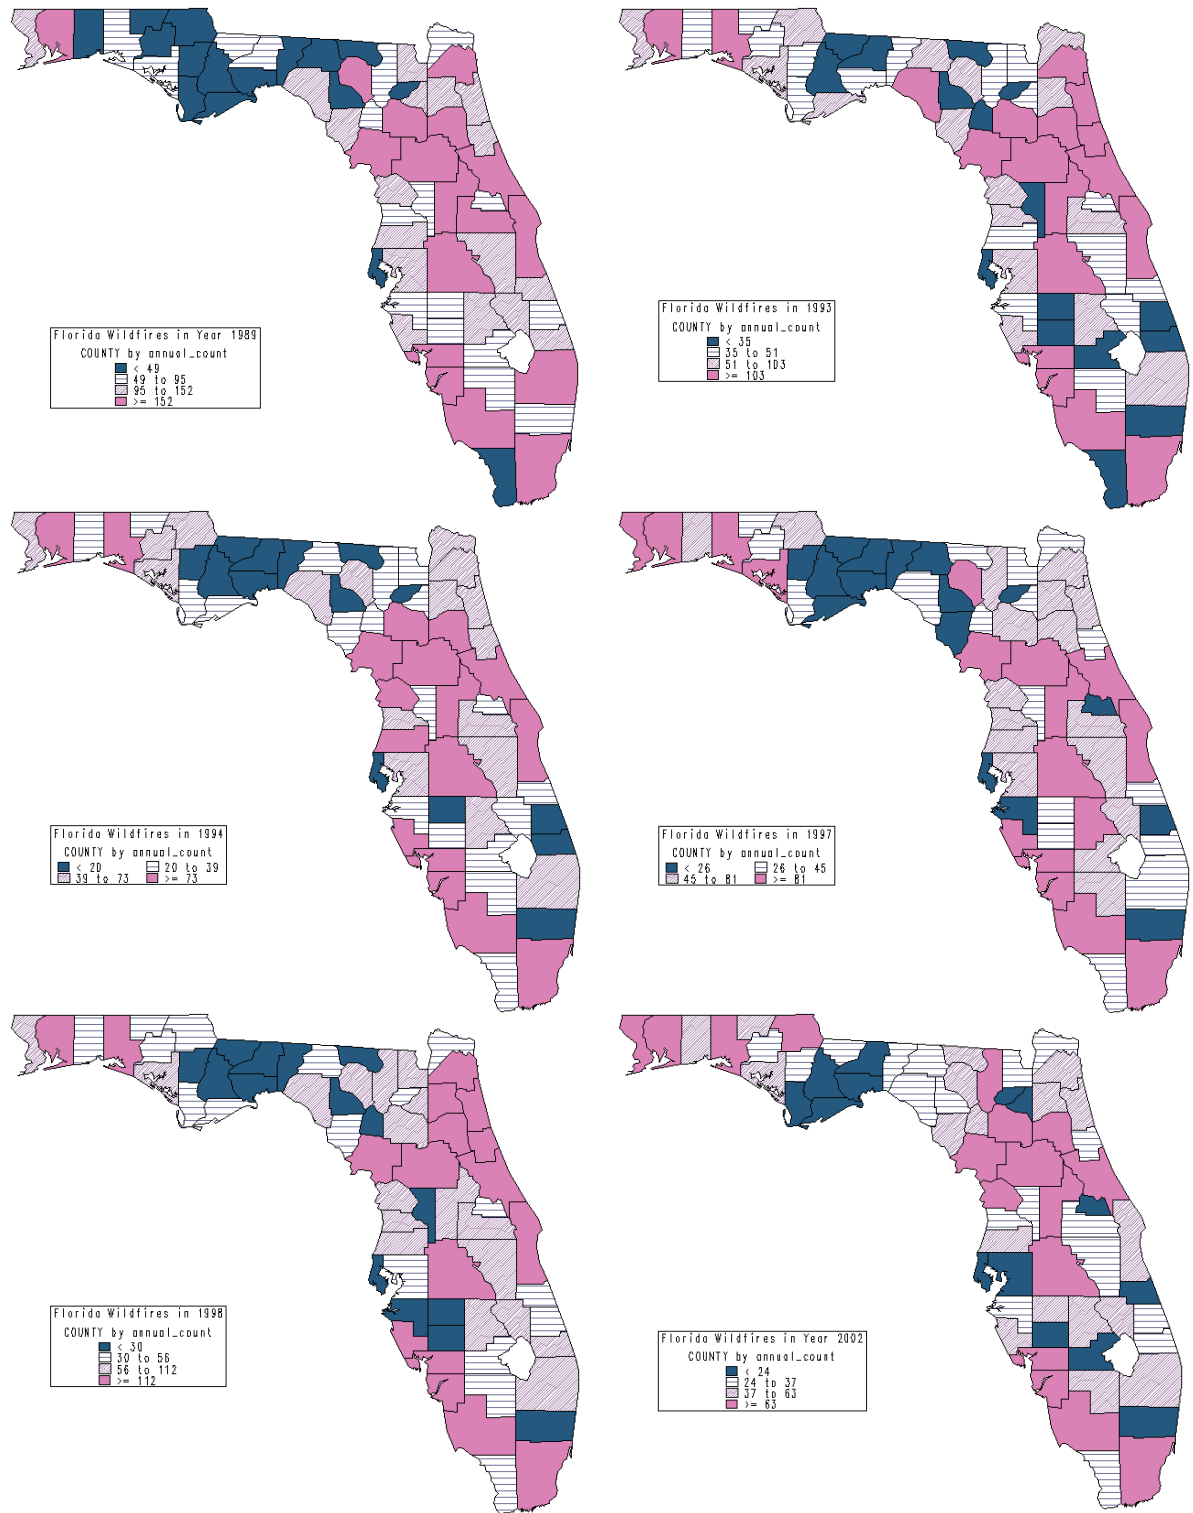 Florida Wildfires in Year 1989
COUNTY by annual_count
< 49
49 to 95
95 to 152
>= 152
Florida Wildfires in 1993
COUNTY by annual_count
< 35
35 to 51
51 to 103
>= 103
Florida Wildfires in 1994
COUNTY by annual_count
< 20 20 to 39
39 to 73 >= 73
Florida Wildfires in 1997
COUNTY by annual_count
< 26 26 to 45
45 to 81 >= 81
Florida Wildfires in 1998
COUNTY by annual_count
< 30
30 to 56
56 to 112
>= 112
Florida Wildfires in Year 2002
COUNTY by annual_count
< 24
24 to 37
37 to 63
>= 63